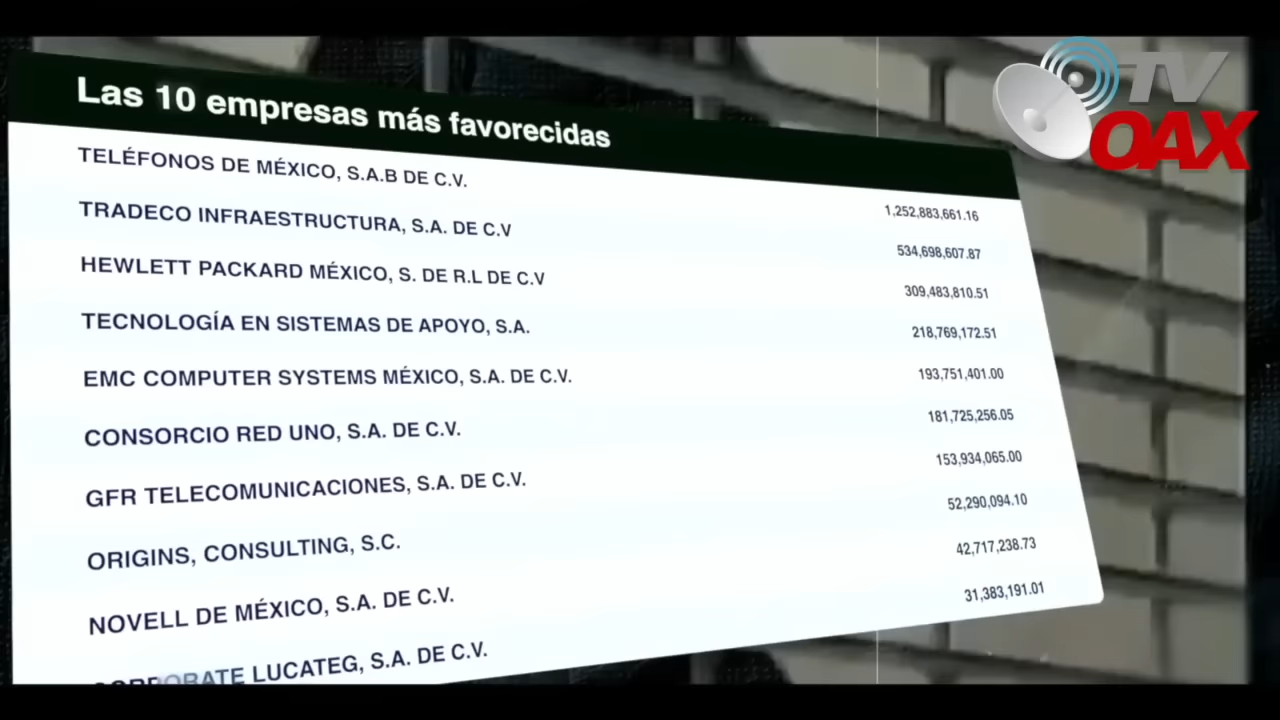 TV
OAX
Las 10 empresas más favorecidas
TELÉFONOS DE MÉXICO, S.A.B DE C.V. 1,252,883,661.16
TRADECO INFRAESTRUCTURA, S.A. DE C.V 534,698,607.87
HEWLETT PACKARD MÉXICO, S. DE R.L DE C.V 309,483,810.51
TECNOLOGÍA EN SISTEMAS DE APOYO, S.A. 218,769,172.51
EMC COMPUTER SYSTEMS MÉXICO, S.A. DE C.V. 193,751,401.00
CONSORCIO RED UNO, S.A. DE C.V. 181,725,256.05
GFR TELECOMUNICACIONES, S.A. DE C.V. 153,934,065.00
ORIGINS, CONSULTING, S.C. 52,290,094.10
NOVELL DE MÉXICO, S.A. DE C.V. 42,717,238.73
CORPORATE LUCATEG, S.A. DE C.V. 31,383,191.01